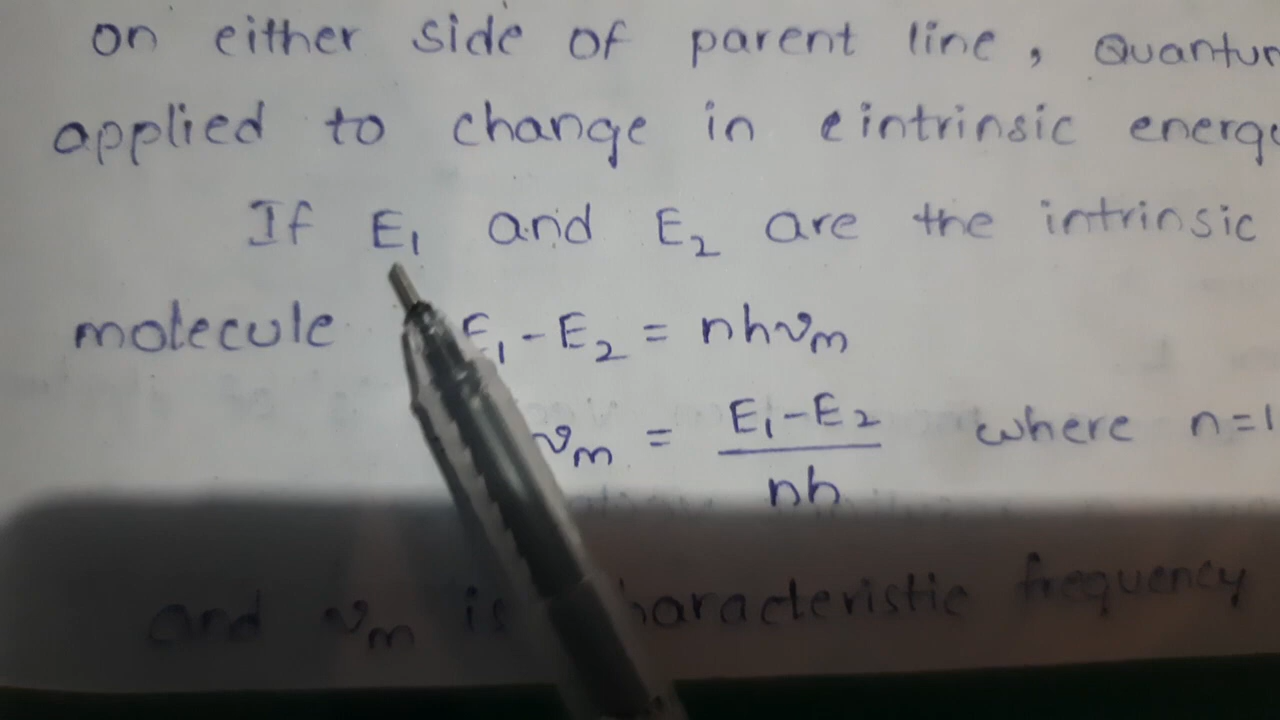 on either side of parent line, Quantum
applied to change in eintrinsic energ
If E₁ and E₂ are the intrinsic
molecule E₁ - E₂ = nhνm
νm = E₁-E₂ / nh where n=1
and νm is characteristic frequency